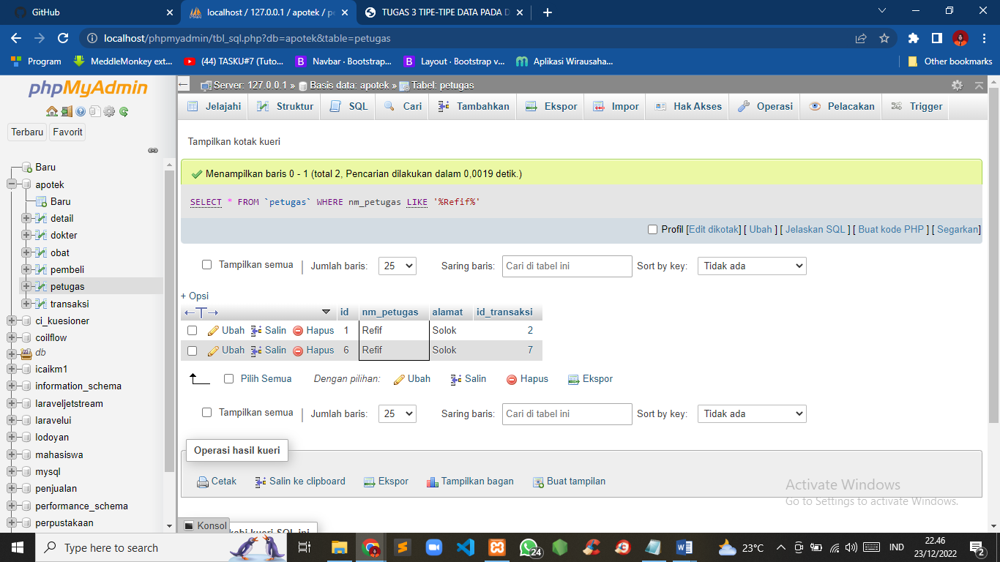 GitHub
localhost / 127.0.0.1 / apotek / pe
TUGAS 3 TIPE-TIPE DATA PADA D
localhost/phpmyadmin/tbl_sql.php?db=apotek&table=petugas
Program
MeddleMonkey ext...
(44) TASKU#7 (Tuto...
Navbar · Bootstrap...
Layout · Bootstrap v...
Aplikasi Wirausaha...
Other bookmarks
phpMyAdmin
Terbaru
Favorit
Baru
apotek
Baru
detail
dokter
obat
pembeli
petugas
transaksi
ci_kuesioner
coilflow
db
icaikm1
information_schema
laraveljetstream
laravelui
lodoyan
mahasiswa
mysql
penjualan
performance_schema
perpustakaan
Server: 127.0.0.1 » Basis data: apotek » Tabel: petugas
Jelajahi
Struktur
SQL
Cari
Tambahkan
Ekspor
Impor
Hak Akses
Operasi
Pelacakan
Trigger
Tampilkan kotak kueri
Menampilkan baris 0 - 1 (total 2, Pencarian dilakukan dalam 0,0019 detik.)
SELECT * FROM `petugas` WHERE nm_petugas LIKE '%Refif%'
Profil [Edit dikotak] [ Ubah ] [ Jelaskan SQL ] [ Buat kode PHP ] [ Segarkan]
Tampilkan semua | Jumlah baris: 25 Saring baris: Cari di tabel ini Sort by key: Tidak ada
+ Opsi
id nm_petugas alamat id_transaksi
Ubah Salin Hapus 1 Refif Solok 2
Ubah Salin Hapus 6 Refif Solok 7
Pilih Semua Dengan pilihan: Ubah Salin Hapus Ekspor
Tampilkan semua | Jumlah baris: 25 Saring baris: Cari di tabel ini Sort by key: Tidak ada
Operasi hasil kueri
Cetak
Salin ke clipboard
Ekspor
Tampilkan bagan
Buat tampilan
Activate Windows
Go to Settings to activate Windows.
Konsol
kueri SQL ini
Type here to search
24
23°C
IND
22.46
23/12/2022
2